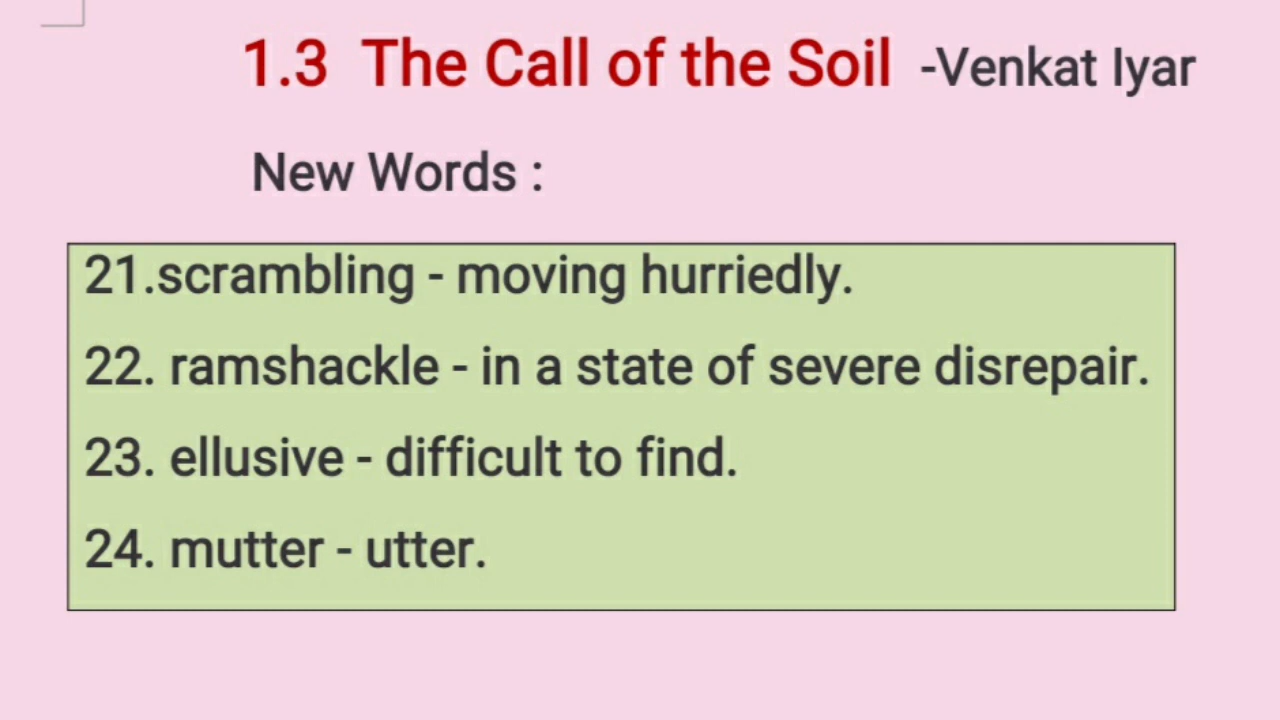 1.3 The Call of the Soil -Venkat Iyar
New Words :
21.scrambling - moving hurriedly.
22. ramshackle - in a state of severe disrepair.
23. ellusive - difficult to find.
24. mutter - utter.